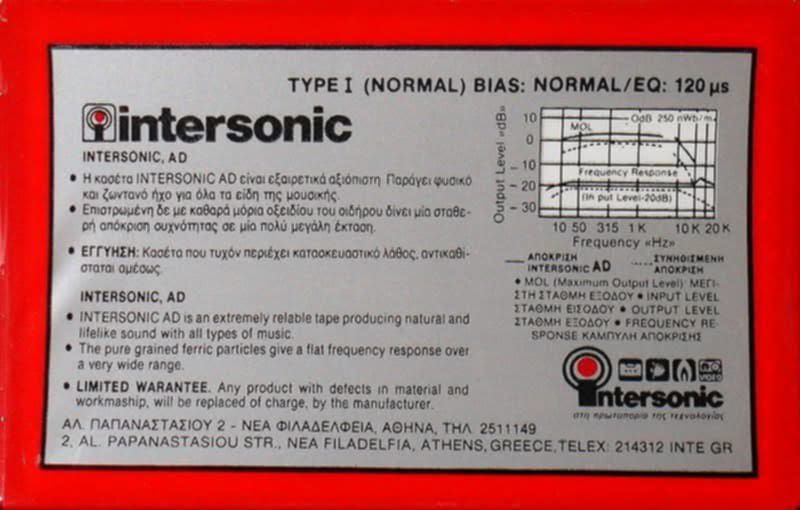 TYPE I (NORMAL) BIAS: NORMAL/EQ: 120 µs
intersonic
INTERSONIC, AD
• Η κασέτα INTERSONIC AD είναι εξαιρετικά αξιόπιστη. Παράγει φυσικό
και ζωντανό ήχο για όλα τα είδη της μουσικής.
• Επιστρωμένη δε με καθαρά μόρια οξειδίου του σιδήρου δίνει μία σταθε-
ρή απόκριση συχνότητας σε μία πολύ μεγάλη έκταση.
• ΕΓΓΥΗΣΗ: Κασέτα που τυχόν περιέχει κατασκευαστικό λάθος, αντικαθί-
σταται αμέσως.
INTERSONIC, AD
• INTERSONIC AD is an extremely relable tape producing natural and
lifelike sound with all types of music.
• The pure grained ferric particles give a flat frequency response over
a very wide range.
• LIMITED WARANTEE. Any product with defects in material and
workmaship, will be replaced of charge, by the manufacturer.
Output Level «dB»
10
0
-10
-20
-30
OdB 250 nWb/m
MOL
Frequency Response
(In put Level-20dB)
10 50 315 1K 10K 20K
Frequency «Hz»
ΑΠΟΚΡΙΣΗ
INTERSONIC AD
ΣΥΝΗΘΙΣΜΕΝΗ
ΑΠΟΚΡΙΣΗ
• MOL (Maximum Output Level) ΜΕΓΙ-
ΣΤΗ ΣΤΑΘΜΗ ΕΞΟΔΟΥ • INPUT LEVEL
ΣΤΑΘΜΗ ΕΙΣΟΔΟΥ • OUTPUT LEVEL
ΣΤΑΘΜΗ ΕΞΟΔΟΥ • FREQUENCY RE-
SPONSE ΚΑΜΠΥΛΗ ΑΠΟΚΡΙΣΗΣ
VIDEO
intersonic
στη πρωτοπορία της τεχνολογίας
ΑΛ. ΠΑΠΑΝΑΣΤΑΣΙΟΥ 2 - ΝΕΑ ΦΙΛΑΔΕΛΦΕΙΑ, ΑΘΗΝΑ, ΤΗΛ 2511149
2, AL. PAPANASTASIOU STR., NEA FILADELFIA, ATHENS, GREECE, TELEX: 214312 INTE GR